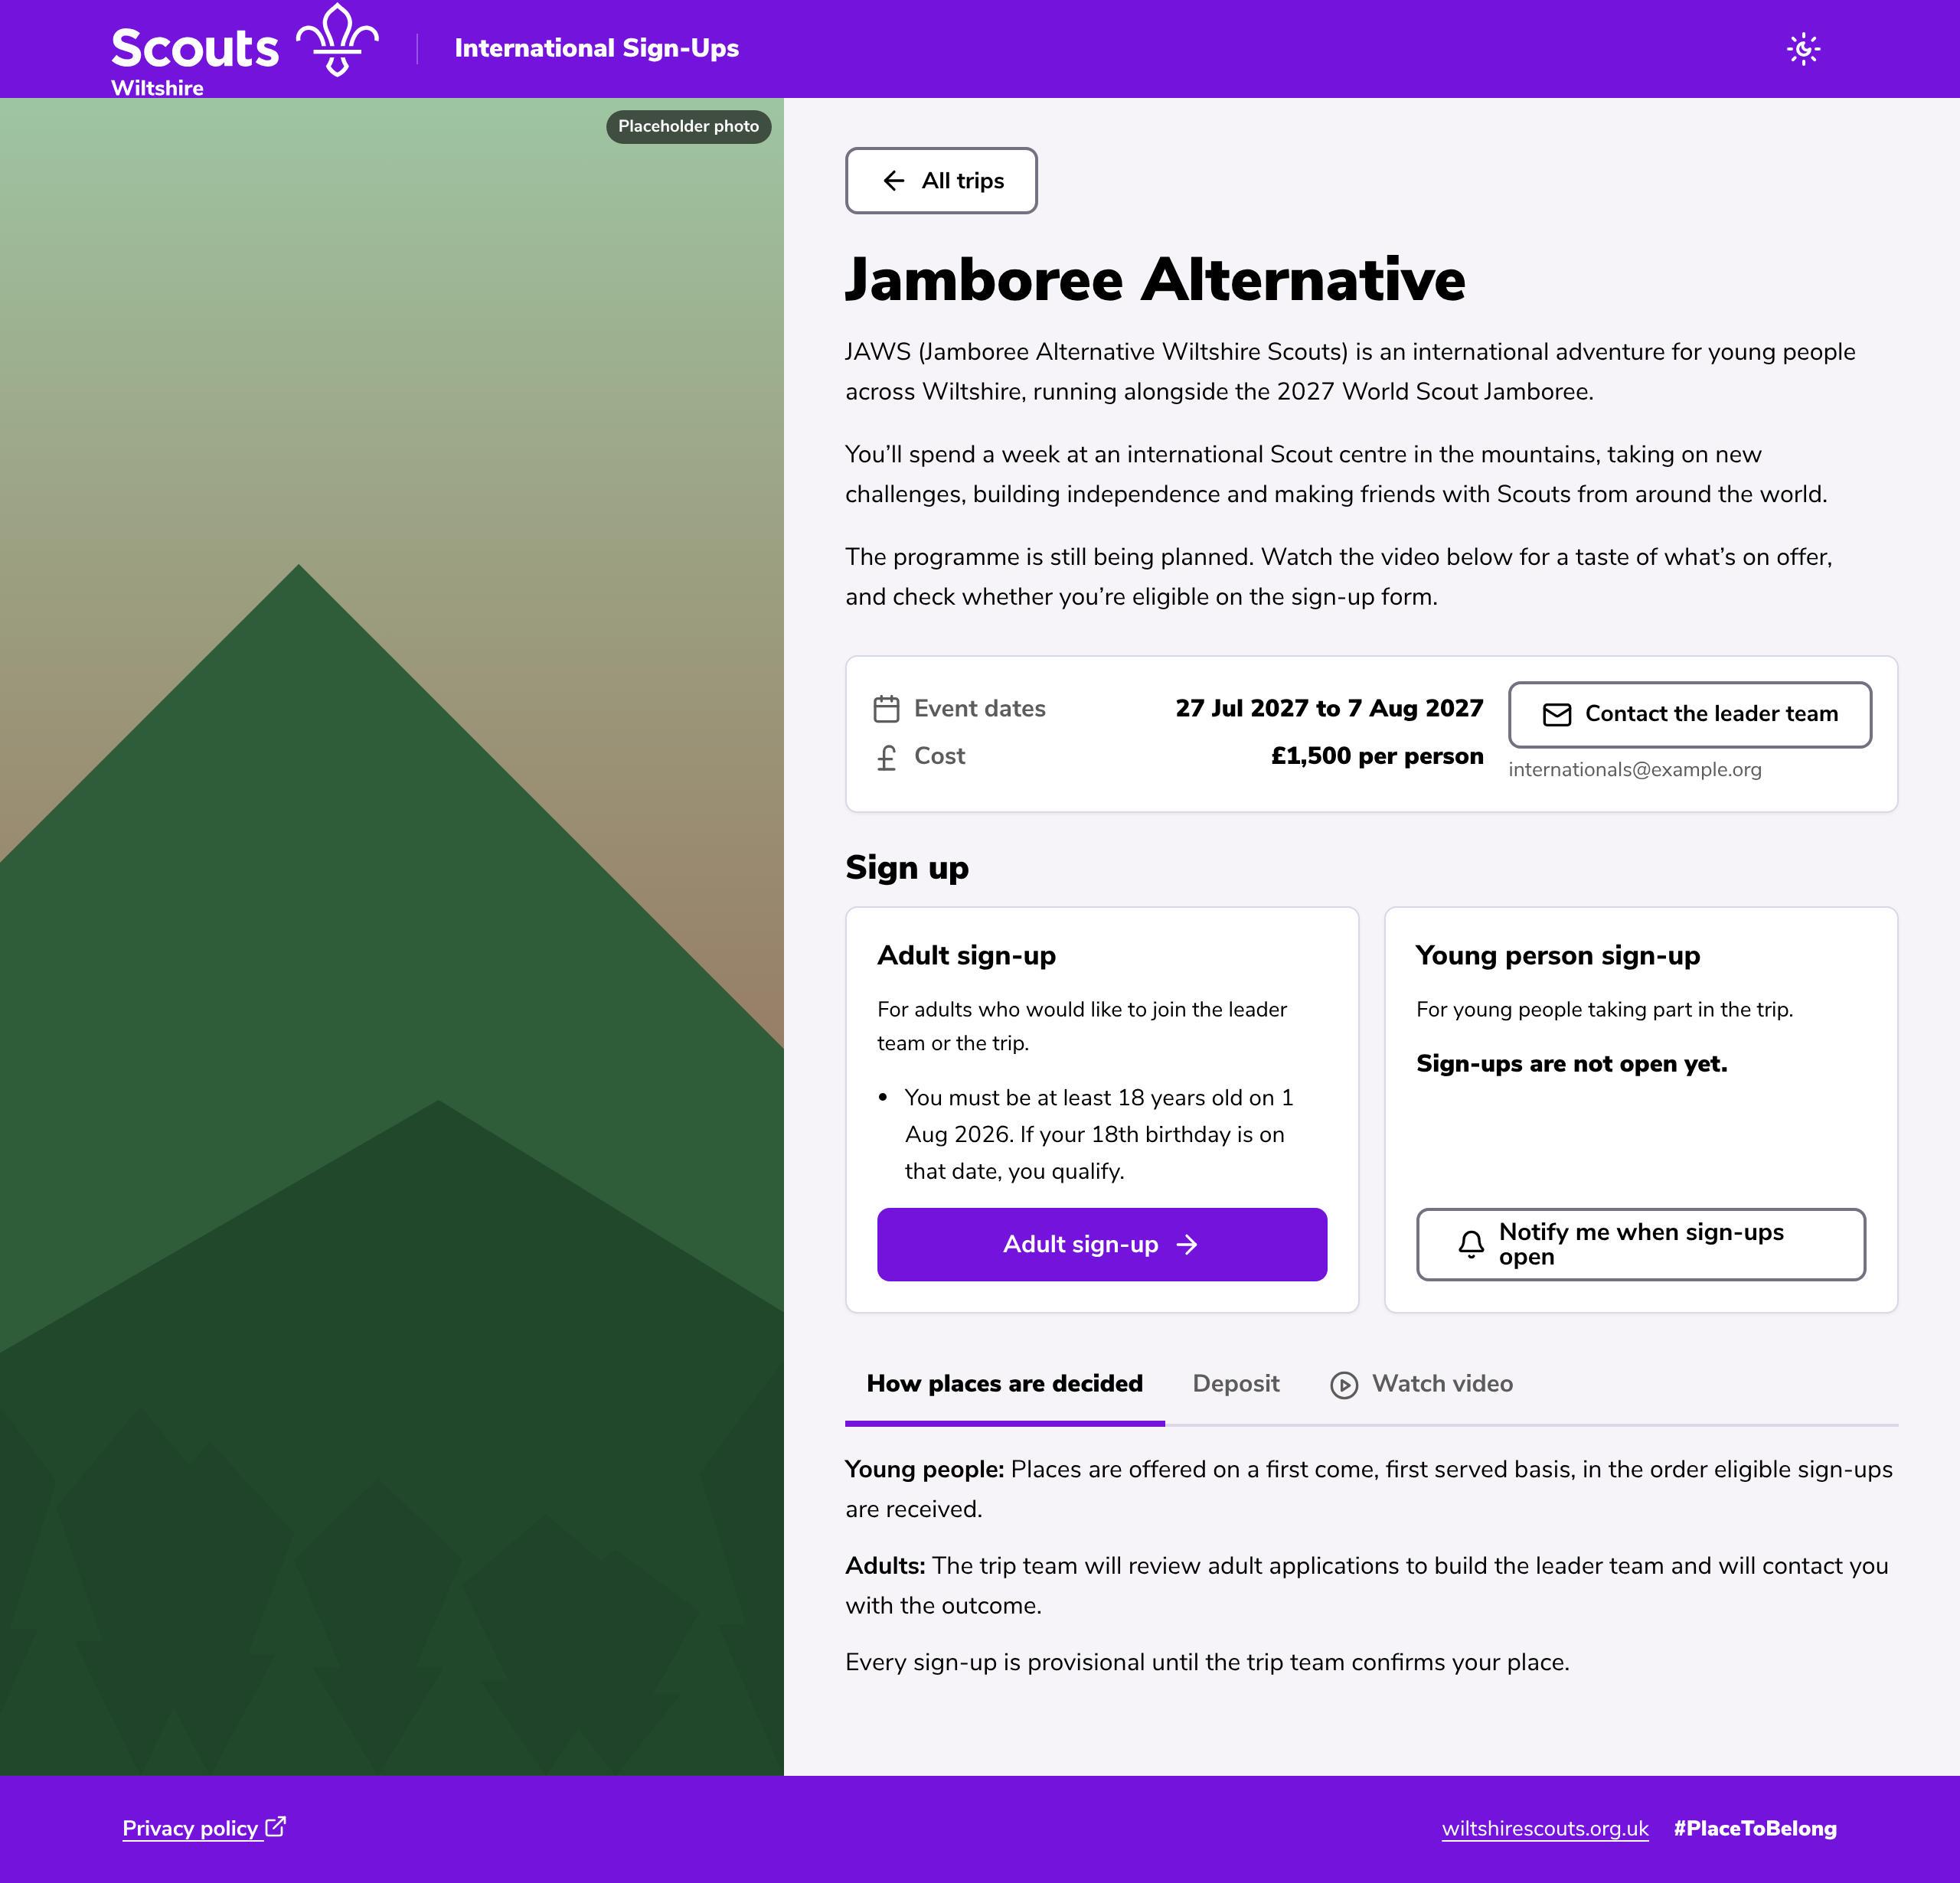 Scouts
Wiltshire
International Sign-Ups
Placeholder photo
All trips
Jamboree Alternative
JAWS (Jamboree Alternative Wiltshire Scouts) is an international adventure for young people
across Wiltshire, running alongside the 2027 World Scout Jamboree.
You’ll spend a week at an international Scout centre in the mountains, taking on new
challenges, building independence and making friends with Scouts from around the world.
The programme is still being planned. Watch the video below for a taste of what’s on offer,
and check whether you’re eligible on the sign-up form.
Event dates 27 Jul 2027 to 7 Aug 2027
Cost £1,500 per person
Contact the leader team
internationals@example.org
Sign up
Adult sign-up
For adults who would like to join the leader
team or the trip.
• You must be at least 18 years old on 1
Aug 2026. If your 18th birthday is on
that date, you qualify.
Adult sign-up
Young person sign-up
For young people taking part in the trip.
Sign-ups are not open yet.
Notify me when sign-ups
open
How places are decided Deposit Watch video
Young people: Places are offered on a first come, first served basis, in the order eligible sign-ups
are received.
Adults: The trip team will review adult applications to build the leader team and will contact you
with the outcome.
Every sign-up is provisional until the trip team confirms your place.
Privacy policy
wiltshirescouts.org.uk #PlaceToBelong